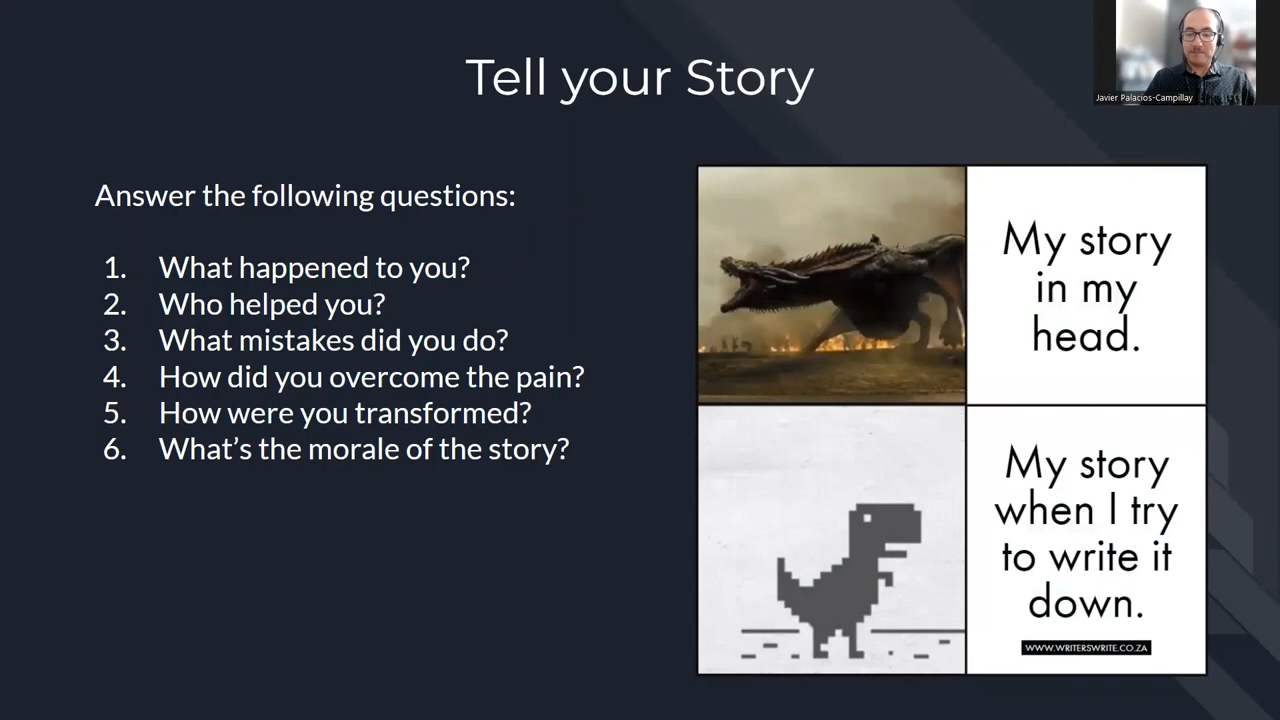 Tell your Story
Javier Palacios-Campillay
Answer the following questions:
1. What happened to you?
2. Who helped you?
3. What mistakes did you do?
4. How did you overcome the pain?
5. How were you transformed?
6. What’s the morale of the story?
My story
in my
head.
My story
when I try
to write it
down.
WWW.WRITERSWRITE.CO.ZA